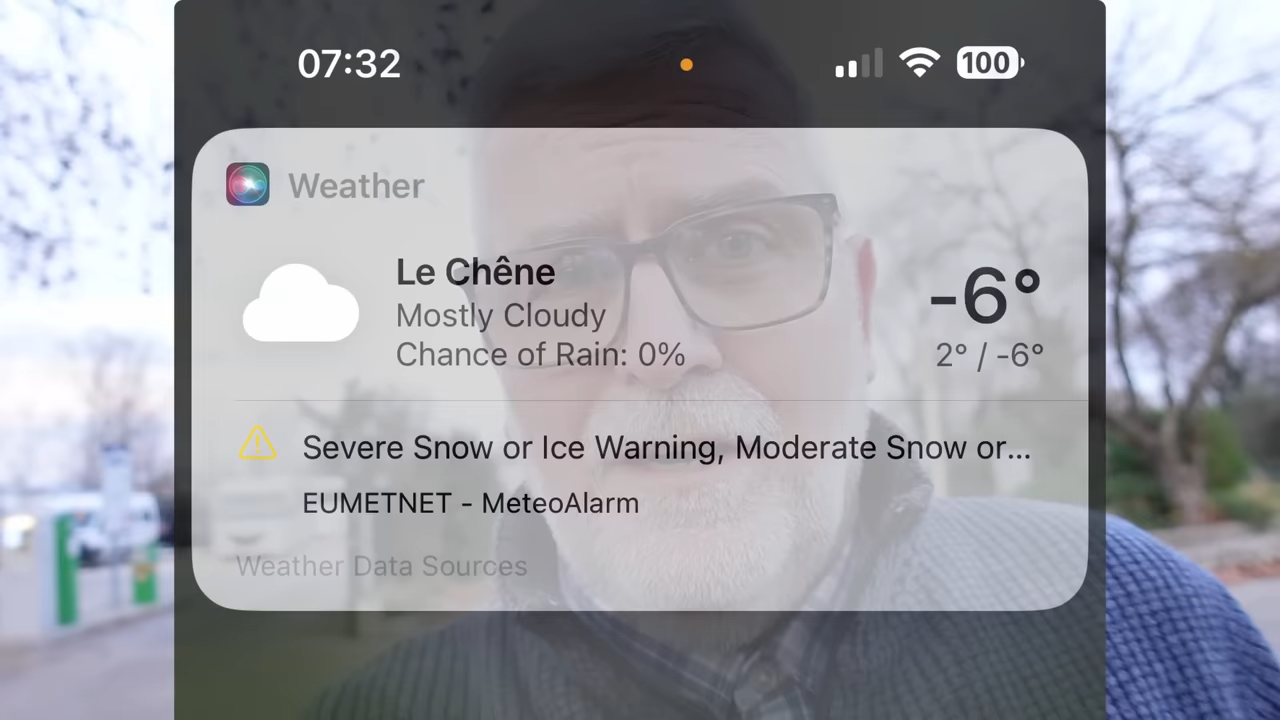 07:32
100
Weather
Le Chêne
Mostly Cloudy
Chance of Rain: 0%
-6°
2° / -6°
Severe Snow or Ice Warning, Moderate Snow or...
EUMETNET - MeteoAlarm
Weather Data Sources